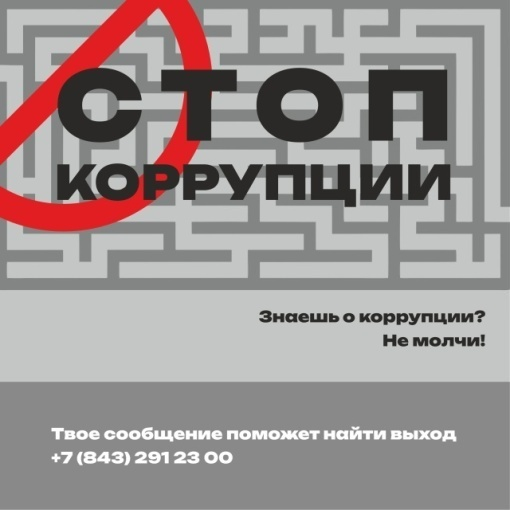 СТОП
КОРРУПЦИИ
Знаешь о коррупции?
Не молчи!
Твое сообщение поможет найти выход
+7 (843) 291 23 00